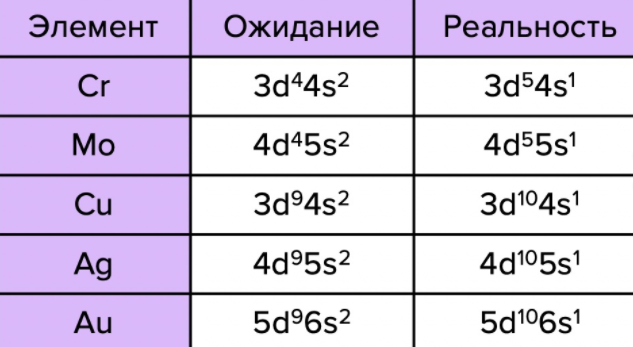 Элемент Ожидание Реальность
Cr 3d⁴4s² 3d⁵4s¹
Mo 4d⁴5s² 4d⁵5s¹
Cu 3d⁹4s² 3d¹⁰4s¹
Ag 4d⁹5s² 4d¹⁰5s¹
Au 5d⁹6s² 5d¹⁰6s¹